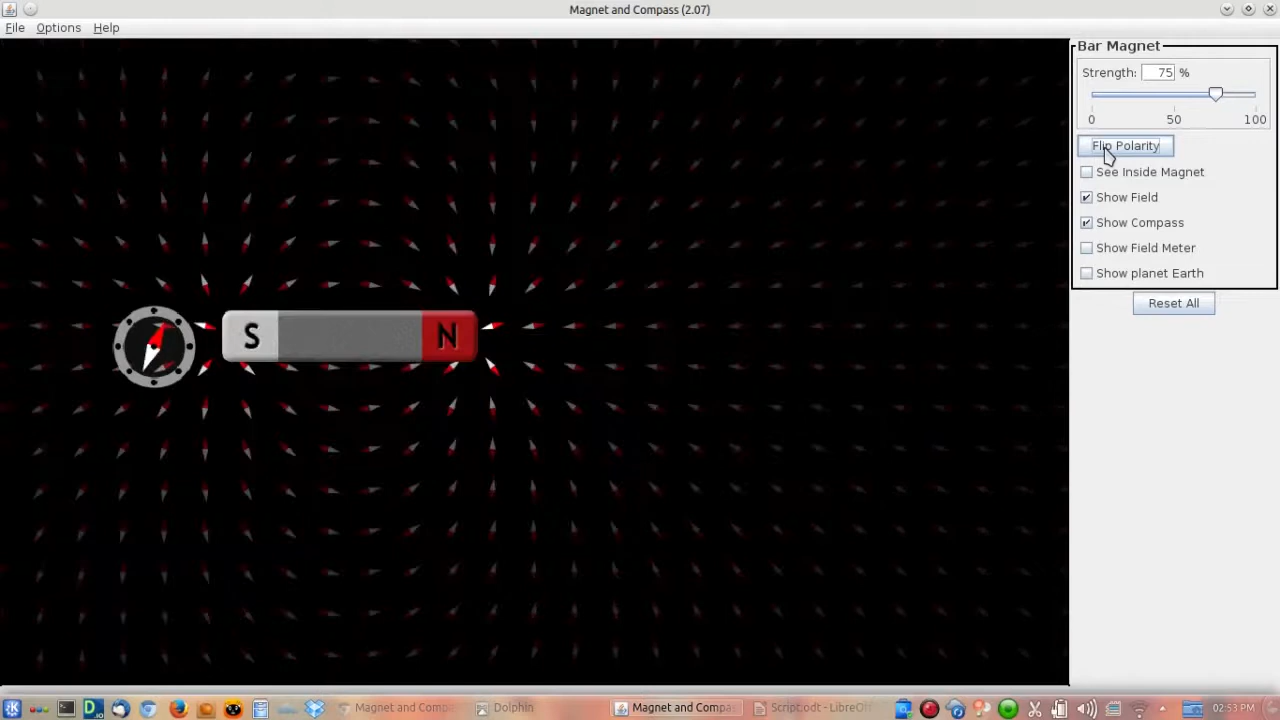 Magnet and Compass (2.07)
File Options Help
Bar Magnet
Strength: 75 %
0 50 100
Flip Polarity
See Inside Magnet
Show Field
Show Compass
Show Field Meter
Show planet Earth
Reset All
S N
Magnet and Comp
Dolphin
Magnet and Compas
Script.odt - LibreOff
02:53 PM